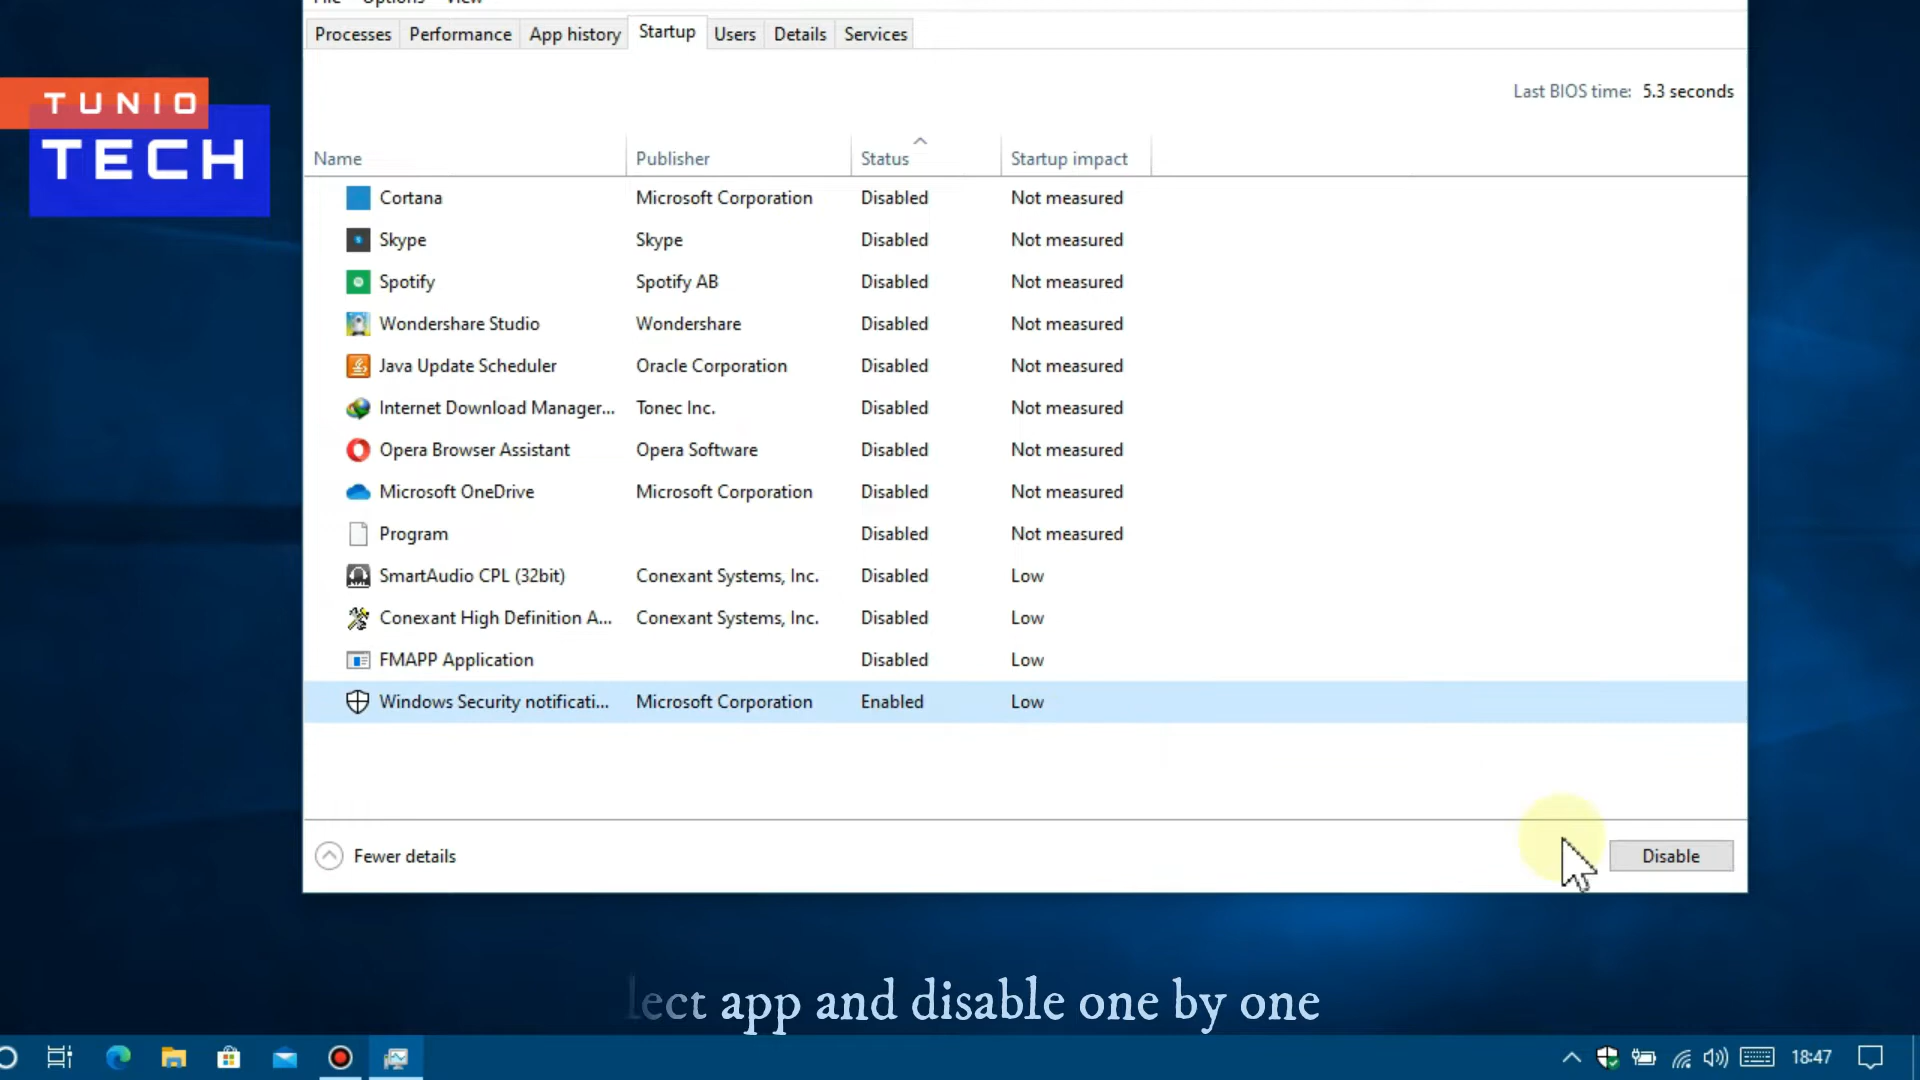 File Options View
Processes Performance App history Startup Users Details Services
TUNIO
TECH
Last BIOS time: 5.3 seconds
Name Publisher Status Startup impact
Cortana Microsoft Corporation Disabled Not measured
Skype Skype Disabled Not measured
Spotify Spotify AB Disabled Not measured
Wondershare Studio Wondershare Disabled Not measured
Java Update Scheduler Oracle Corporation Disabled Not measured
Internet Download Manager... Tonec Inc. Disabled Not measured
Opera Browser Assistant Opera Software Disabled Not measured
Microsoft OneDrive Microsoft Corporation Disabled Not measured
Program Disabled Not measured
SmartAudio CPL (32bit) Conexant Systems, Inc. Disabled Low
Conexant High Definition A... Conexant Systems, Inc. Disabled Low
FMAPP Application Disabled Low
Windows Security notificati... Microsoft Corporation Enabled Low
Fewer details Disable
lect app and disable one by one
18:47